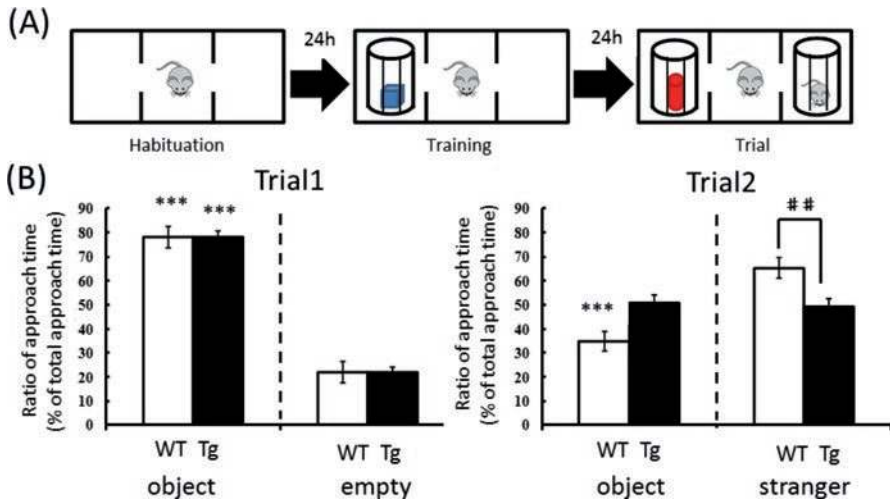 (A)
24h
24h
Habituation
Training
Trial
(B)
Trial1
Ratio of approach time
(% of total approach time)
90
80
70
60
50
40
30
20
10
0
***
***
WT Tg
WT Tg
object
empty
Trial2
Ratio of approach time
(% of total approach time)
90
80
70
60
50
40
30
20
10
0
***
##
WT Tg
WT Tg
object
stranger